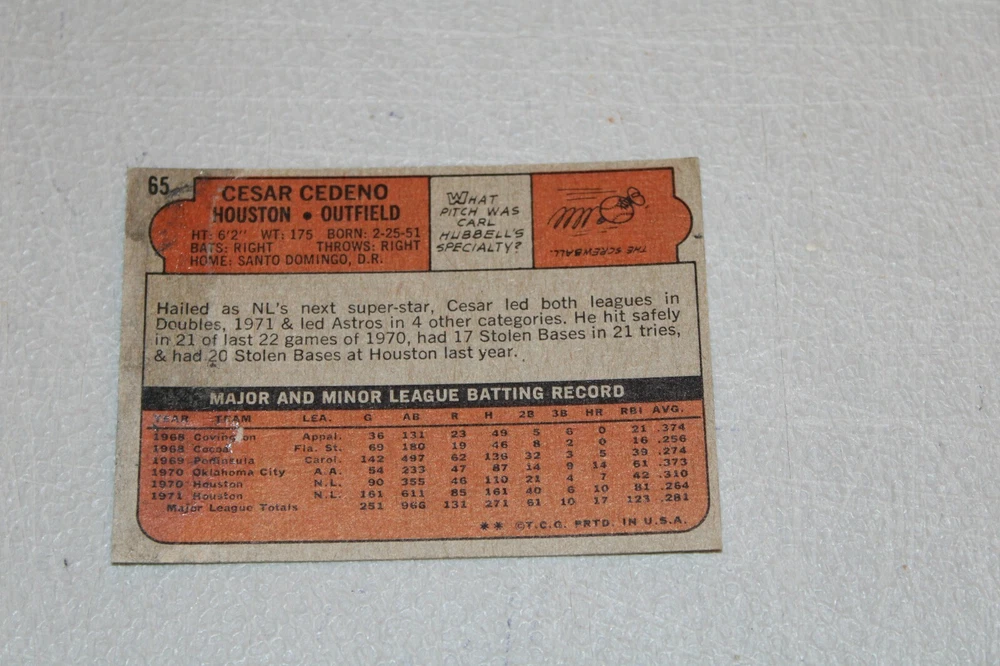 65
CESAR CEDENO
HOUSTON • OUTFIELD
HT: 6'2" WT: 175 BORN: 2-25-51
BATS: RIGHT THROWS: RIGHT
HOME: SANTO DOMINGO, D.R.
WHAT
PITCH WAS
CARL
HUBBELL'S
SPECIALTY?
THE SCREWBALL.
Hailed as NL's next super-star, Cesar led both leagues in
Doubles, 1971 & led Astros in 4 other categories. He hit safely
in 21 of last 22 games of 1970, had 17 Stolen Bases in 21 tries,
& had 20 Stolen Bases at Houston last year.
MAJOR AND MINOR LEAGUE BATTING RECORD
YEAR TEAM LEA. G AB R H 2B 3B HR RBI AVG.
1968 Covington Appal. 36 131 23 49 5 6 0 21 .374
1968 Cocoa Fla. St. 69 180 19 46 8 2 0 16 .256
1969 Peninsula Carol. 142 497 62 136 32 3 5 39 .274
1970 Oklahoma City A.A. 54 233 47 87 14 9 14 61 .373
1970 Houston N.L. 90 355 46 110 21 4 7 42 .310
1971 Houston N.L. 161 611 85 161 40 6 10 81 .264
Major League Totals 251 966 131 271 61 10 17 123 .281
** ©T.C.G. PRTD. IN U.S.A.